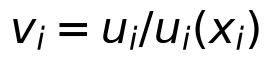 $v_i = u_i/u_i(x_i)$